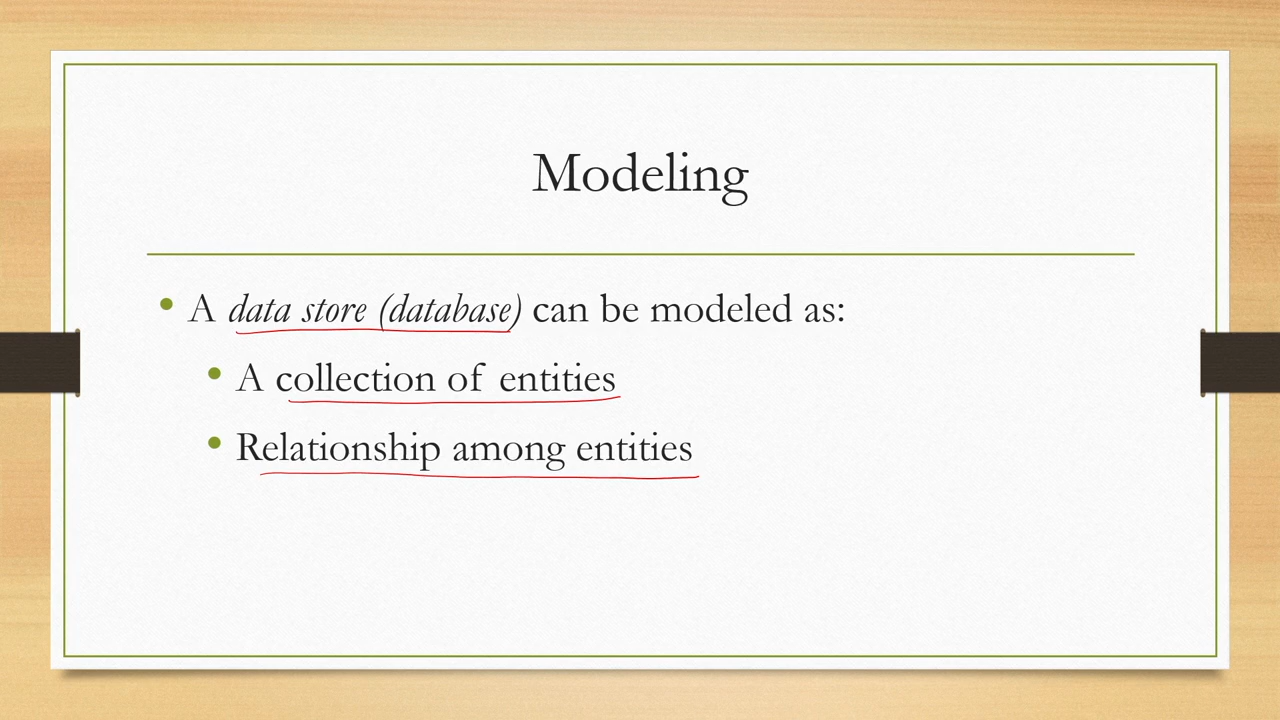 Modeling
• A data store (database) can be modeled as:
• A collection of entities
• Relationship among entities